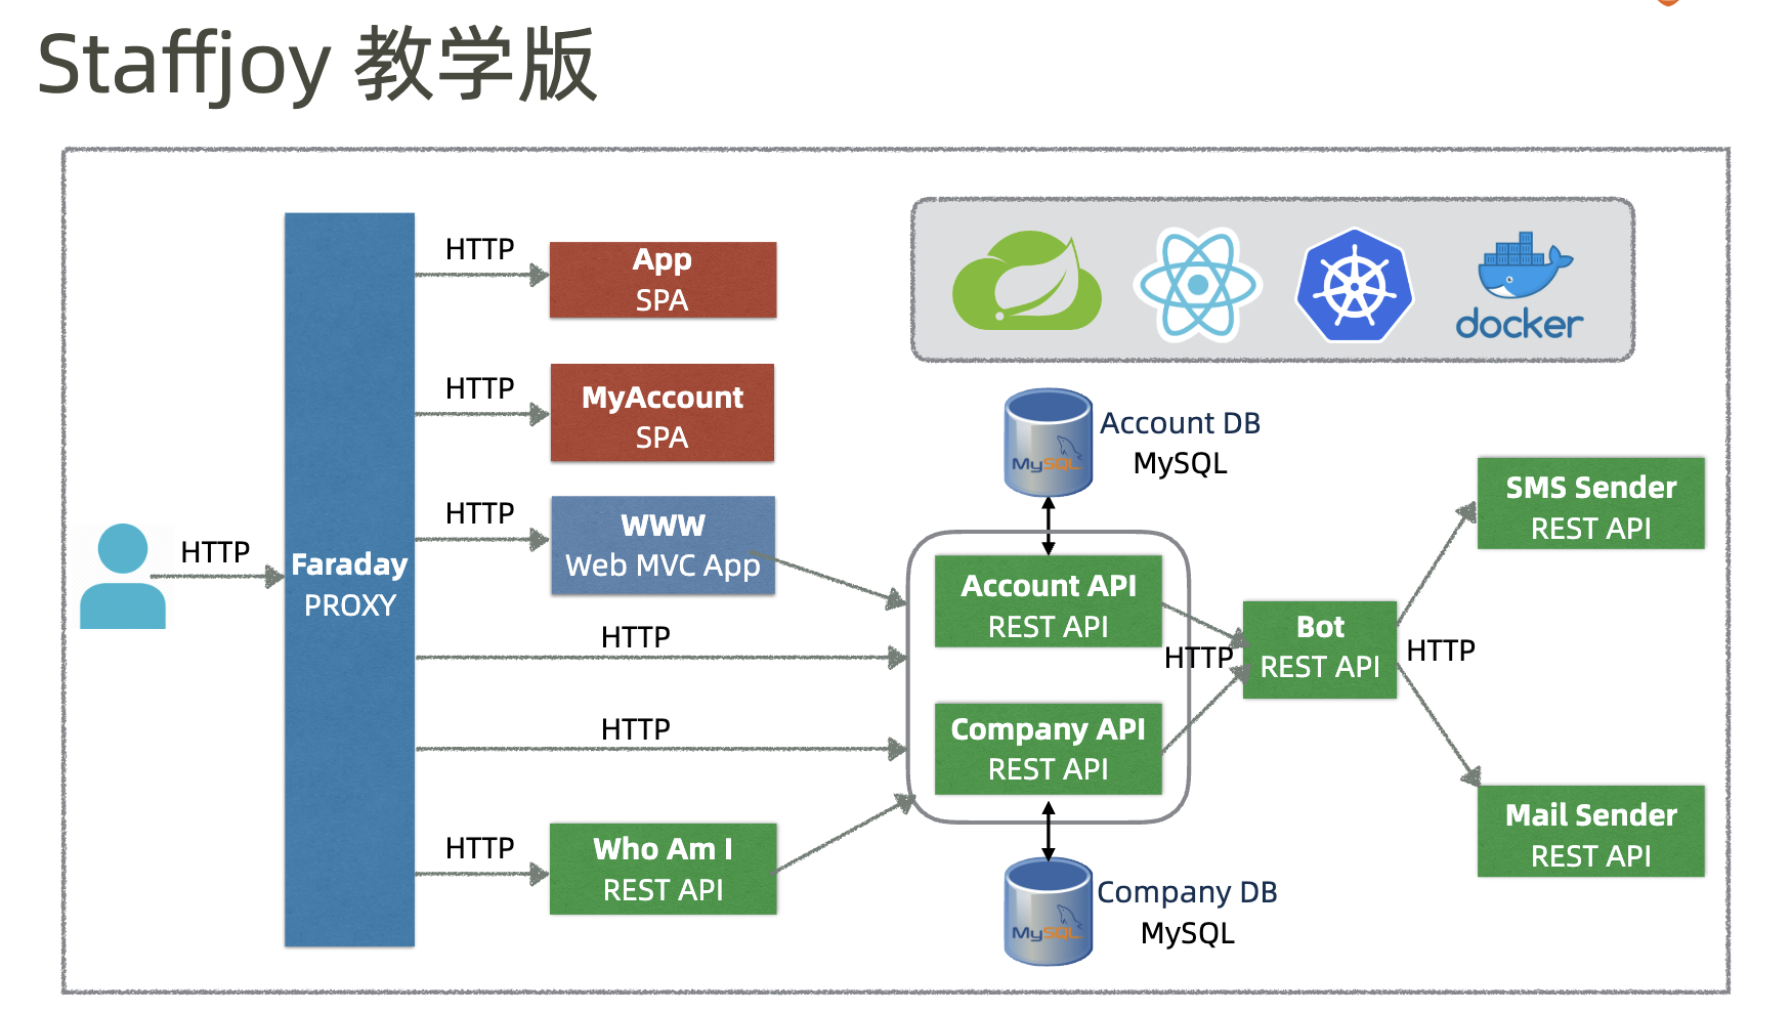 Staffjoy 教学版
HTTP
App
SPA
docker
HTTP
MyAccount
SPA
MySQL
Account DB
MySQL
HTTP
WWW
Web MVC App
SMS Sender
REST API
HTTP
Faraday
PROXY
Account API
REST API
HTTP
HTTP
Bot
REST API
HTTP
HTTP
Company API
REST API
HTTP
Who Am I
REST API
Mail Sender
REST API
MySQL
Company DB
MySQL